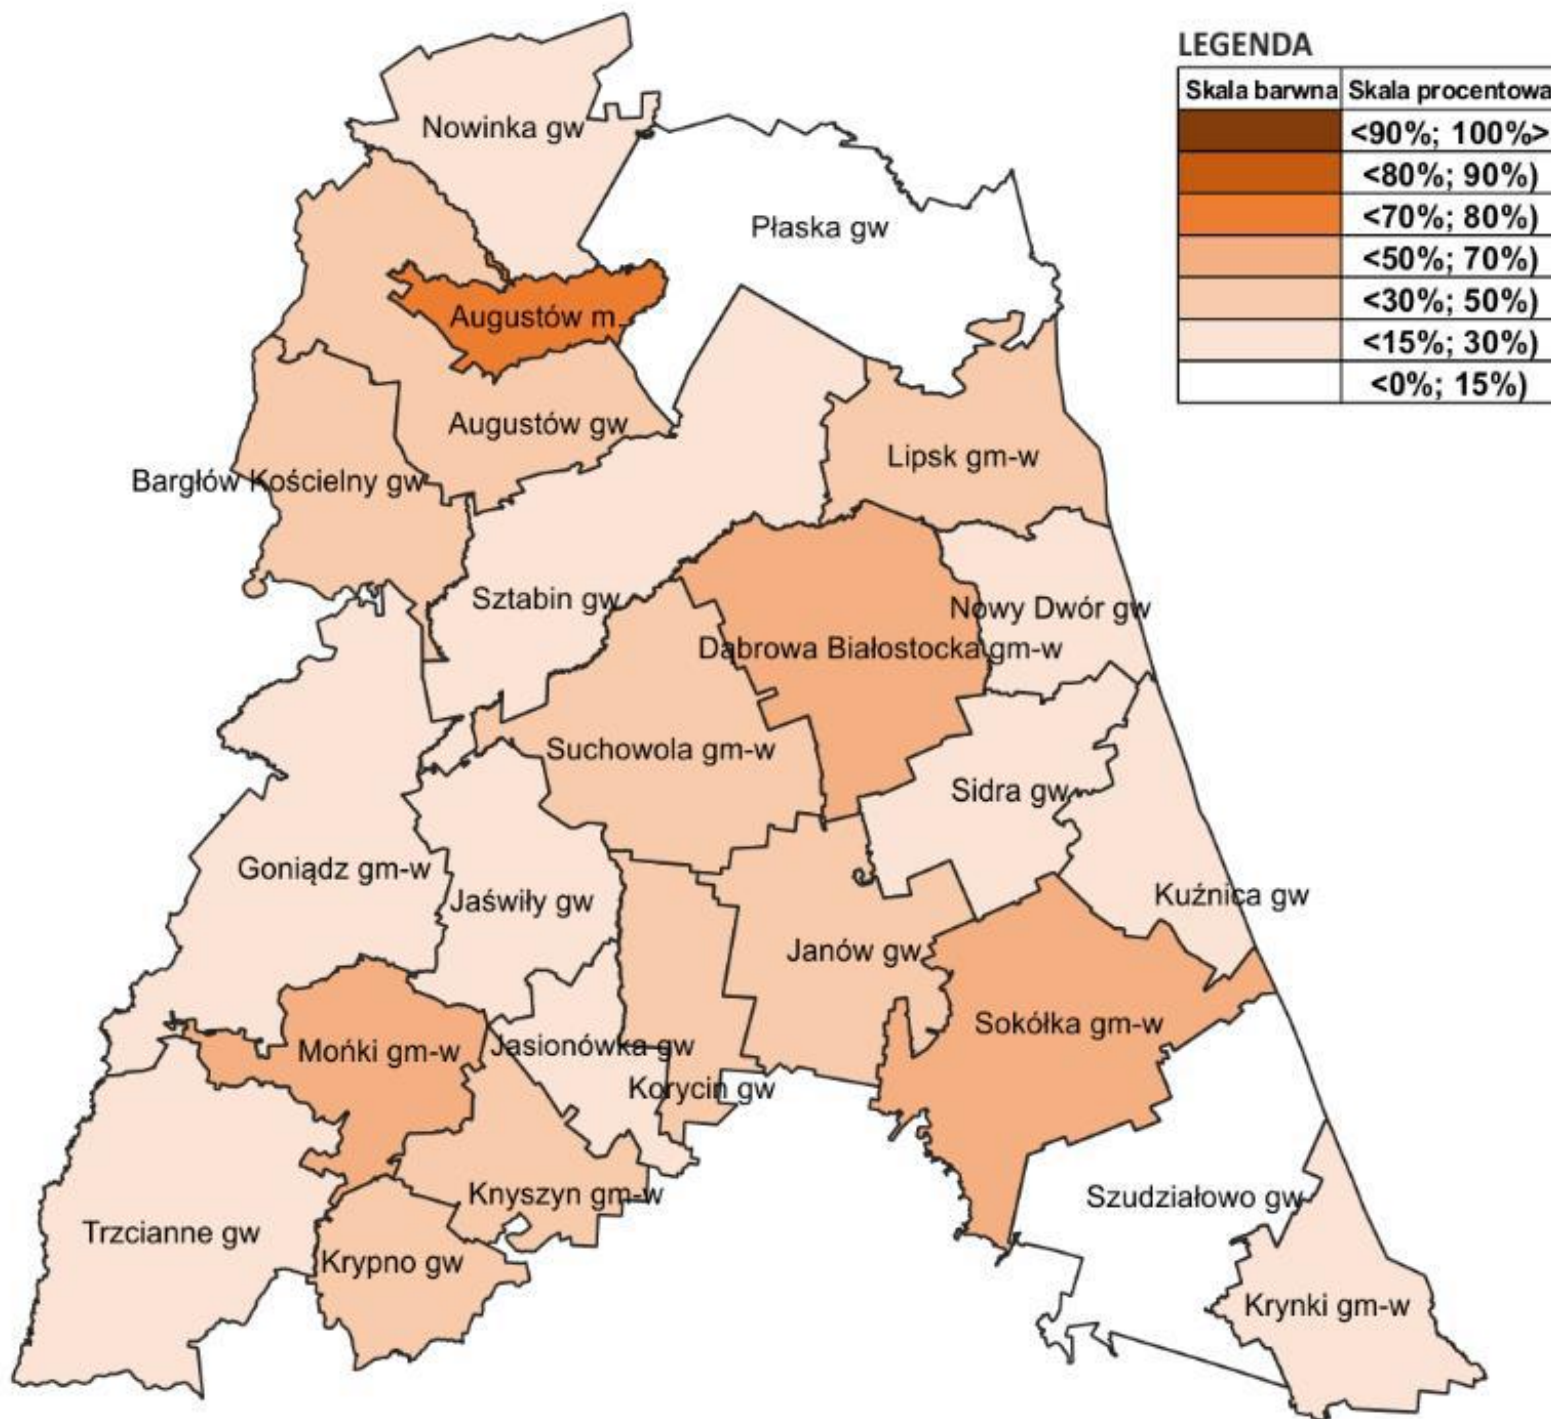 LEGENDA
Skala barwna Skala procentowa
<90%; 100%>
<80%; 90%)
<70%; 80%)
<50%; 70%)
<30%; 50%)
<15%; 30%)
<0%; 15%)
Nowinka gw
Płaska gw
Augustów m.
Augustów gw
Lipsk gm-w
Bargłów Kościelny gw
Sztabin gw
Nowy Dwór gw
Dąbrowa Białostocka gm-w
Suchowola gm-w
Sidra gw
Goniądz gm-w
Jaświły gw
Kuźnica gw
Janów gw
Sokółka gm-w
Mońki gm-w
Jasionówka gw
Korycin gw
Knyszyn gm-w
Szudziałowo gw
Trzcianne gw
Krypno gw
Krynki gm-w